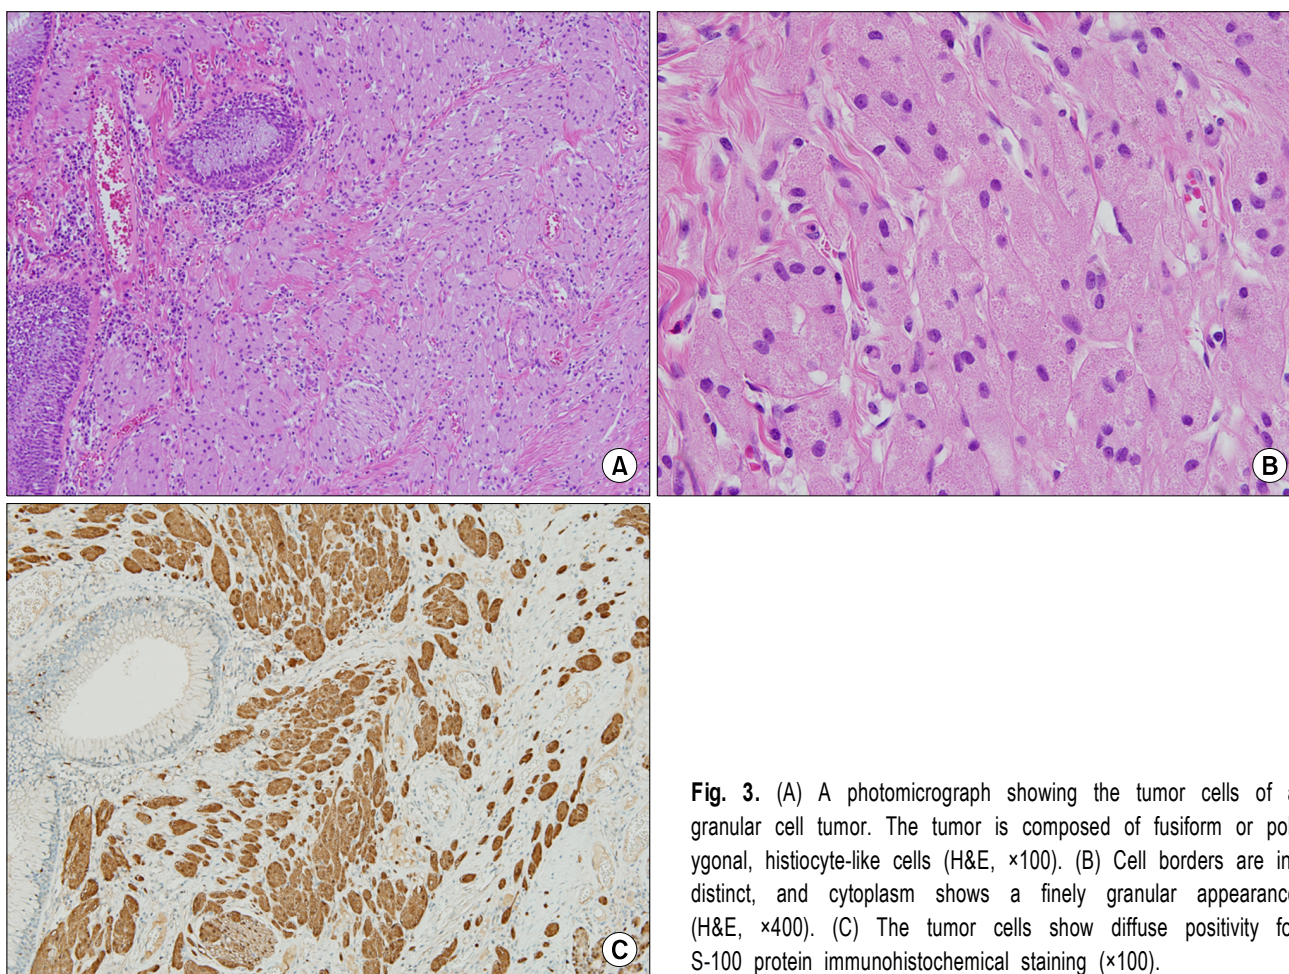 A
B
C
Fig. 3. (A) A photomicrograph showing the tumor cells of a
granular cell tumor. The tumor is composed of fusiform or pol
ygonal, histiocyte-like cells (H&E, ×100). (B) Cell borders are in
distinct, and cytoplasm shows a finely granular appearance
(H&E, ×400). (C) The tumor cells show diffuse positivity fo
S-100 protein immunohistochemical staining (×100).